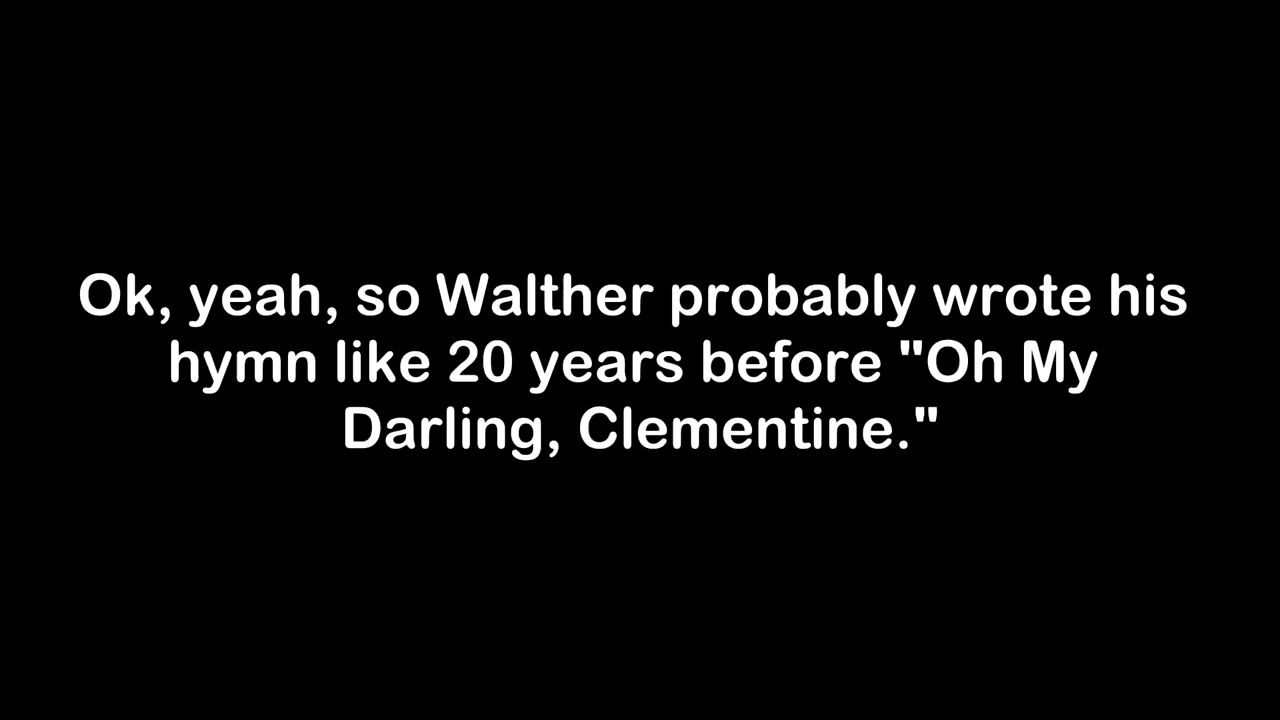 Ok, yeah, so Walther probably wrote his
hymn like 20 years before "Oh My
Darling, Clementine."